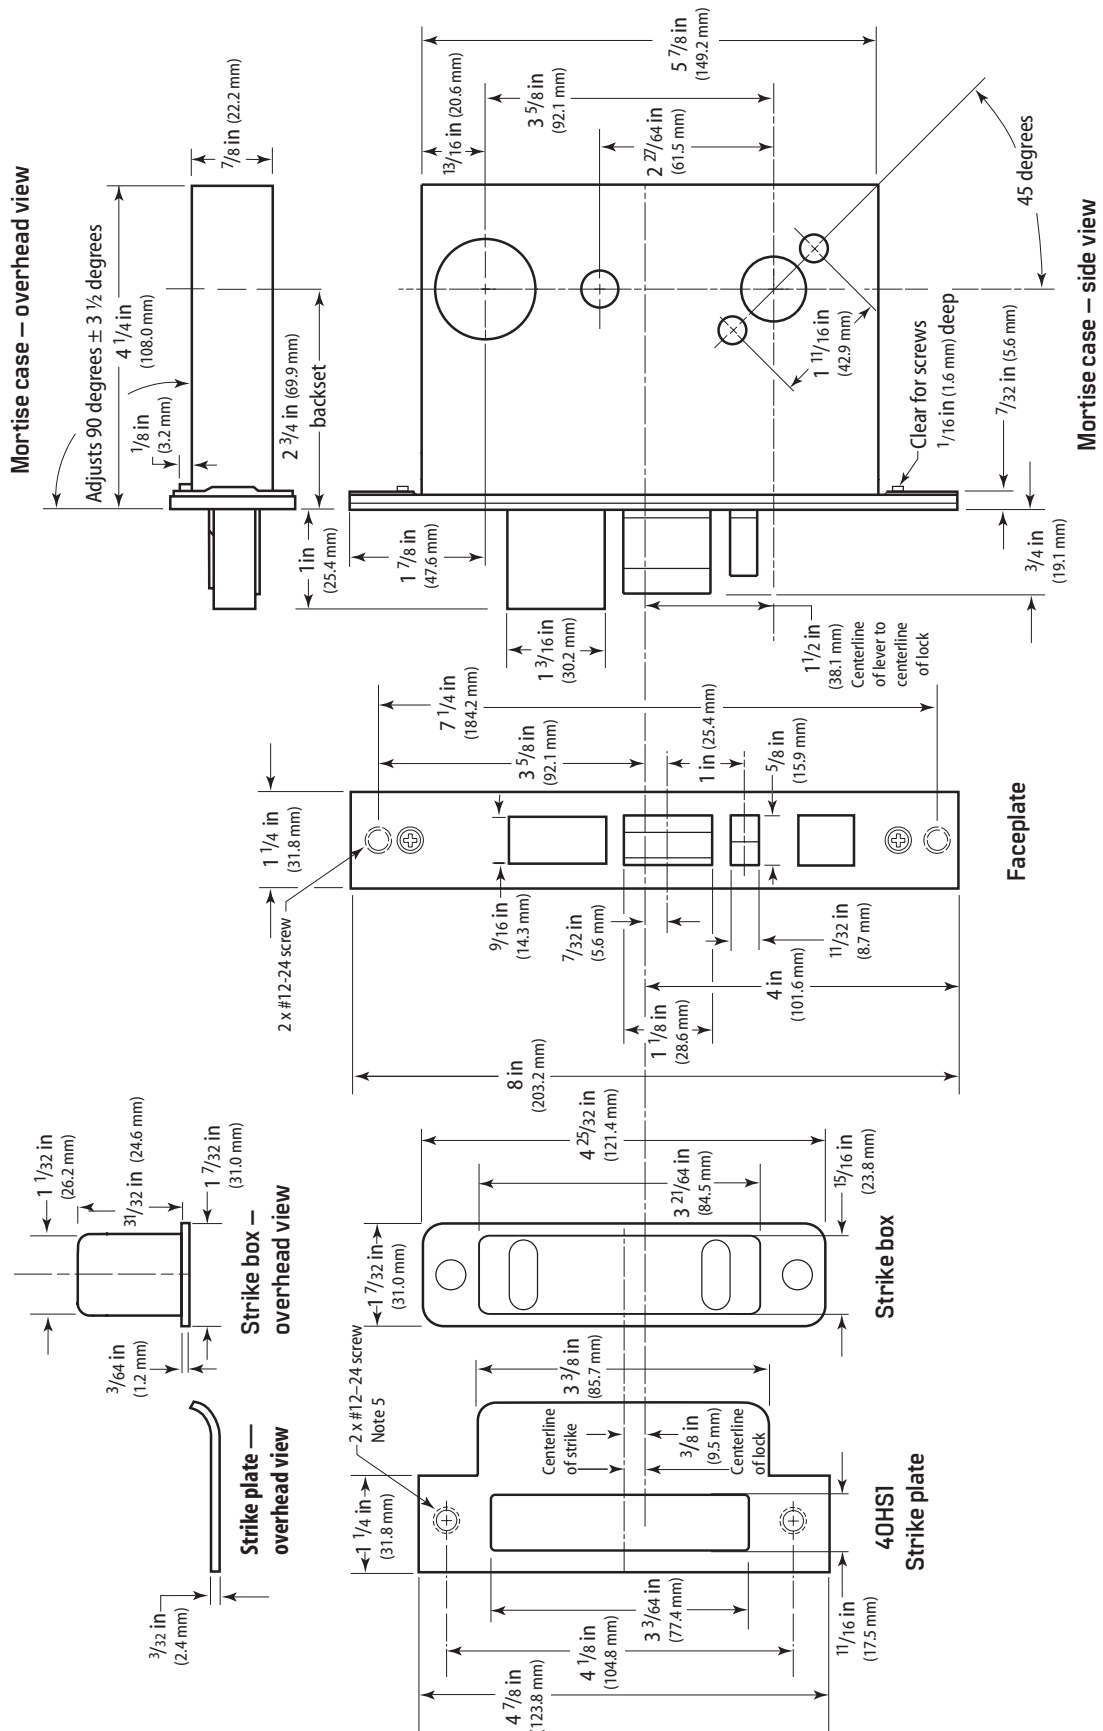 Mortise case – overhead view
Adjusts 90 degrees ± 3 ½ degrees
4 1/4 in
(108.0 mm)
7/8 in (22.2 mm)
1/8 in
(3.2 mm)
2 3/4 in (69.9 mm)
backset
1 in
(25.4 mm)
Mortise case – side view
5 7/8 in
(149.2 mm)
13/16 in (20.6 mm)
3 5/8 in
(92.1 mm)
2 27/64 in
(61.5 mm)
45 degrees
1 11/16 in
(42.9 mm)
Clear for screws
1/16 in (1.6 mm) deep
7/32 in (5.6 mm)
3/4 in
(19.1 mm)
1 7/8 in
(47.6 mm)
1 3/16 in
(30.2 mm)
1 1/2 in
(38.1 mm)
Centerline
of lever to
centerline
of lock
Faceplate
7 1/4 in
(184.2 mm)
3 5/8 in
(92.1 mm)
1 in (25.4 mm)
5/8 in
(15.9 mm)
1 1/4 in
(31.8 mm)
2 x #12-24 screw
9/16 in
(14.3 mm)
7/32 in
(5.6 mm)
11/32 in
(8.7 mm)
4 in
(101.6 mm)
1 1/8 in
(28.6 mm)
8 in
(203.2 mm)
Strike box –
overhead view
1 1/32 in
(26.2 mm)
31/32 in (24.6 mm)
1 7/32 in
(31.0 mm)
3/64 in
(1.2 mm)
Strike box
4 25/32 in
(121.4 mm)
3 21/64 in
(84.5 mm)
15/16 in
(23.8 mm)
1 7/32 in
(31.0 mm)
Strike plate —
overhead view
3/32 in
(2.4 mm)
40HS1
Strike plate
2 x #12–24 screw
Note 5
3 3/8 in
(85.7 mm)
Centerline
of strike
3/8 in
(9.5 mm)
Centerline
of lock
1 1/4 in
(31.8 mm)
3 3/64 in
(77.4 mm)
11/16 in
(17.5 mm)
4 1/8 in
(104.8 mm)
4 7/8 in
(123.8 mm)